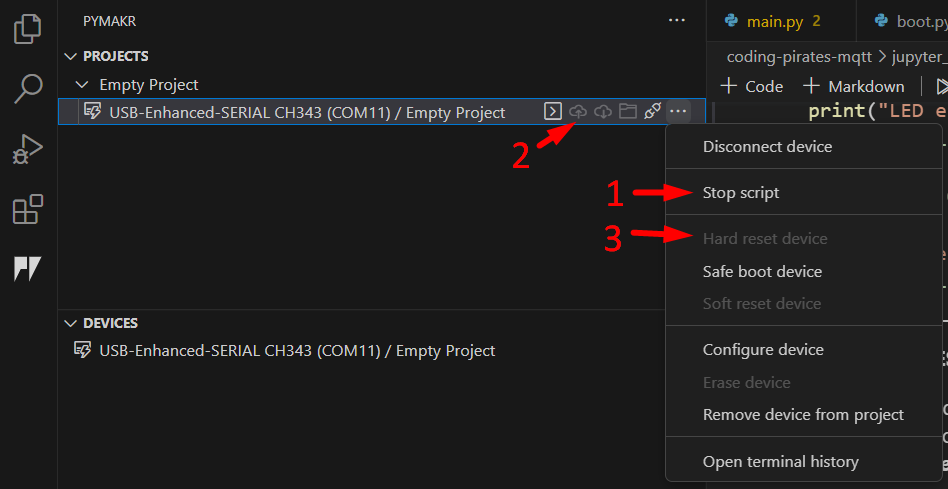 PYMAKR
PROJECTS
Empty Project
USB-Enhanced-SERIAL CH343 (COM11) / Empty Project
2
DEVICES
USB-Enhanced-SERIAL CH343 (COM11) / Empty Project
main.py 2
boot.py
coding-pirates-mqtt > jupyter_
+ Code + Markdown
print("LED e
Disconnect device
1
Stop script
3
Hard reset device
Safe boot device
Soft reset device
Configure device
Erase device
Remove device from project
Open terminal history